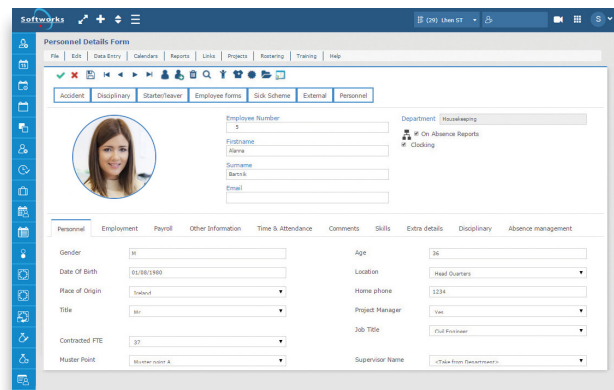 Softworks
(29) Lhen ST
S
Personnel Details Form
File Edit Data Entry Calendars Reports Links Projects Rostering Training Help
Accident Disciplinary Starter/leaver Employee forms Sick Scheme External Personnel
Employee Number
5
Department Housekeeping
On Absence Reports
Clocking
Firstname
Alanna
Surname
Bartnik
Email
Personnel Employment Payroll Other Information Time & Attendance Comments Skills Extra details Disciplinary Absence management
Gender M Age 36
Date Of Birth 01/08/1980 Location Head Quarters
Place of Origin Iceland Home phone 1234
Title Mr Project Manager Yes
Job Title Civil Engineer
Contracted FTE 37
Muster Point Muster point A Supervisor Name <Take from Department>